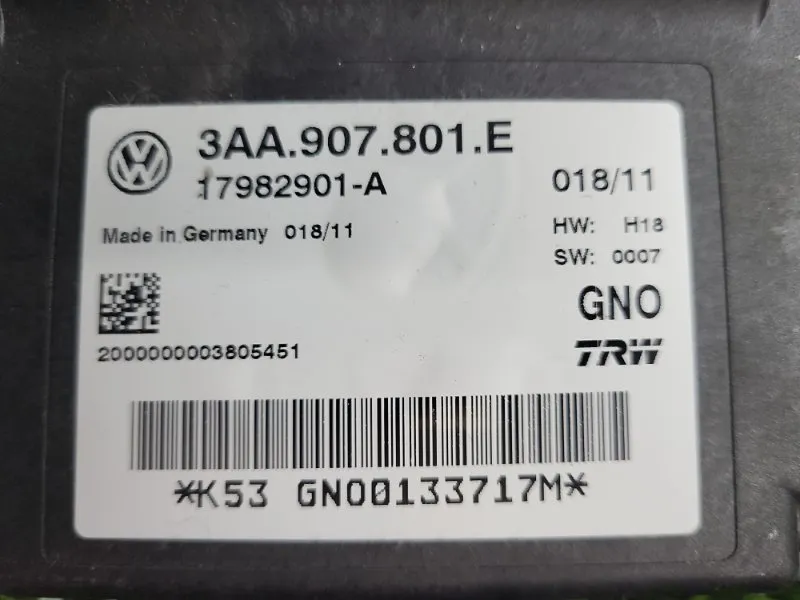 3AA.907.801.E
17982901-A
018/11
Made in Germany 018/11
HW: H18
SW: 0007
GNO
2000000003805451
TRW
*K53 GNO0133717M*